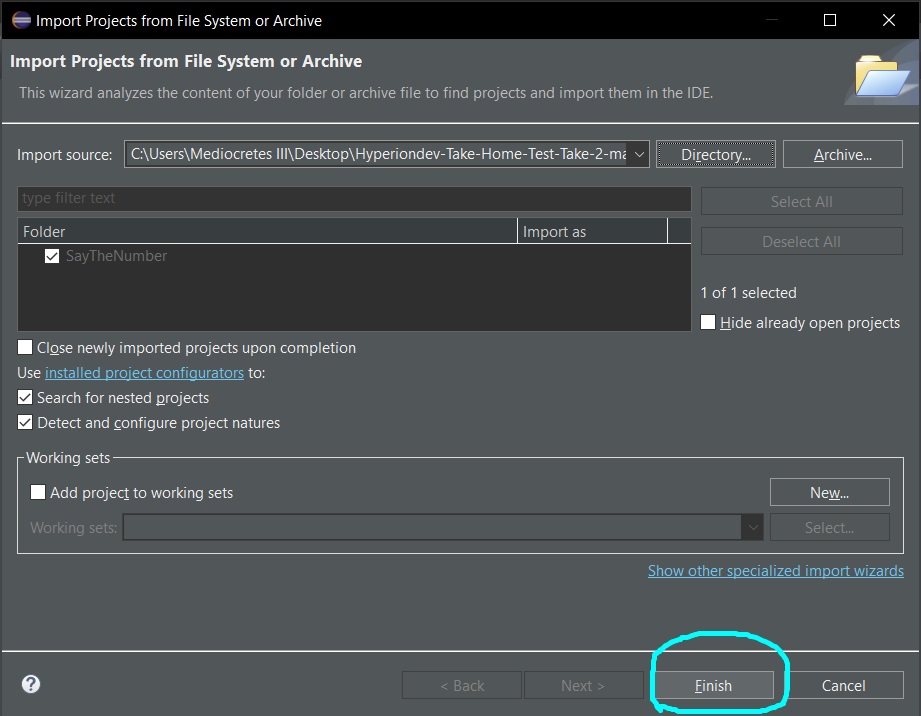 Import Projects from File System or Archive
Import Projects from File System or Archive
This wizard analyzes the content of your folder or archive file to find projects and import them in the IDE.
Import source: C:\Users\Mediocretes III\Desktop\Hyperiondev-Take-Home-Test-Take-2-ma Directory... Archive...
type filter text
Select All
Folder Import as
Deselect All
SayTheNumber
1 of 1 selected
Hide already open projects
Close newly imported projects upon completion
Use installed project configurators to:
Search for nested projects
Detect and configure project natures
Working sets
Add project to working sets New...
Working sets: Select...
Show other specialized import wizards
? < Back Next > Finish Cancel